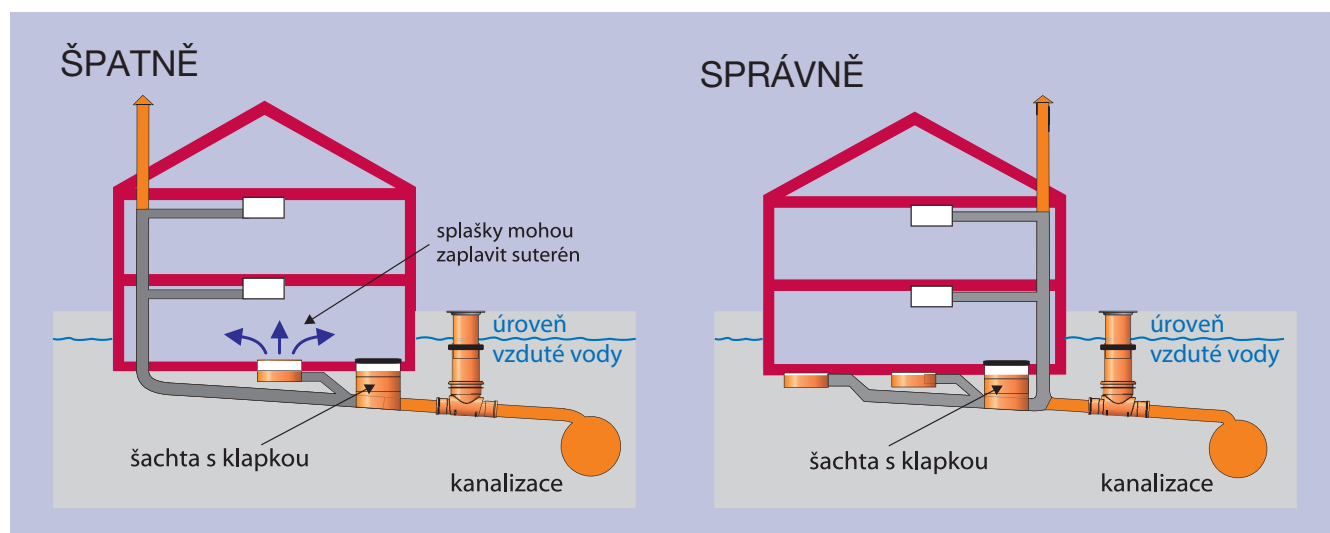 ŠPATNĚ
splašky mohou
zaplavit suterén
úroveň
vzduté vody
šachta s klapkou
kanalizace
SPRÁVNĚ
úroveň
vzduté vody
šachta s klapkou
kanalizace